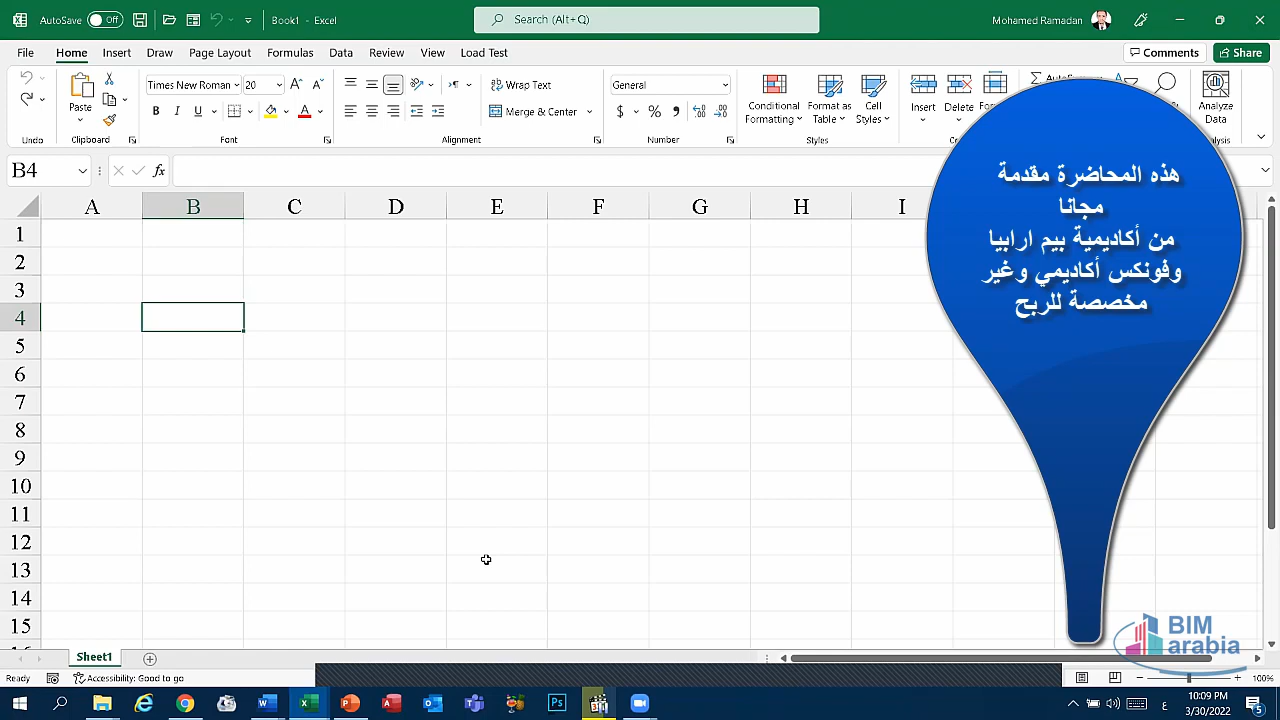 AutoSave Off Book1 - Excel Search (Alt+Q) Mohamed Ramadan
File Home Insert Draw Page Layout Formulas Data Review View Load Test Comments Share
Times New Roman 20 Wrap Text General
Paste Merge & Center $ % Conditional Formatting Format as Table Cell Styles Insert Delete Analyze Data
Undo Clipboard Font Alignment Number Styles
B4 fx
A B C D E F G H I
1
2
3
4
5
6
7
8
9
10
11
12
13
14
15
هذه المحاضرة مقدمة
مجانا
من أكاديمية بيم ارابيا
وفونكس أكاديمي وغير
مخصصة للربح
BIM
arabia
Sheet1
Ready Accessibility: Good to go 100%
10:09 PM
3/30/2022